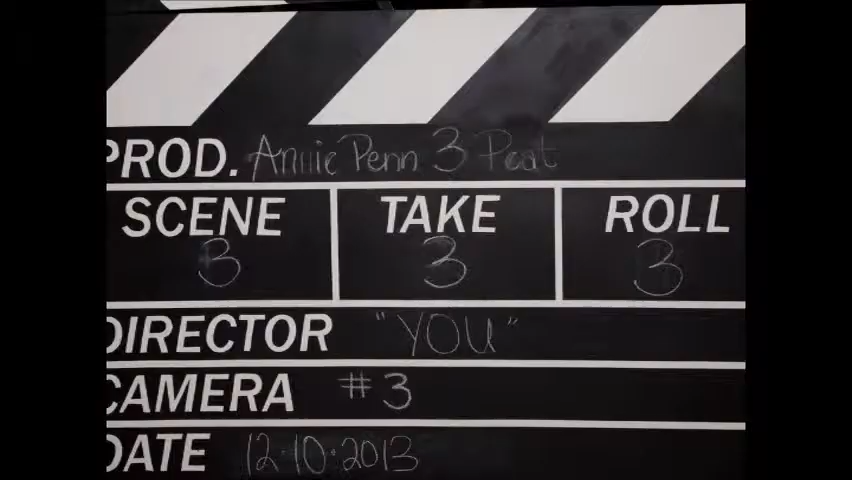 PROD. Annie Penn 3 Peat
SCENE TAKE ROLL
3 3 3
DIRECTOR "YOU"
CAMERA #3
DATE 12.10.2013